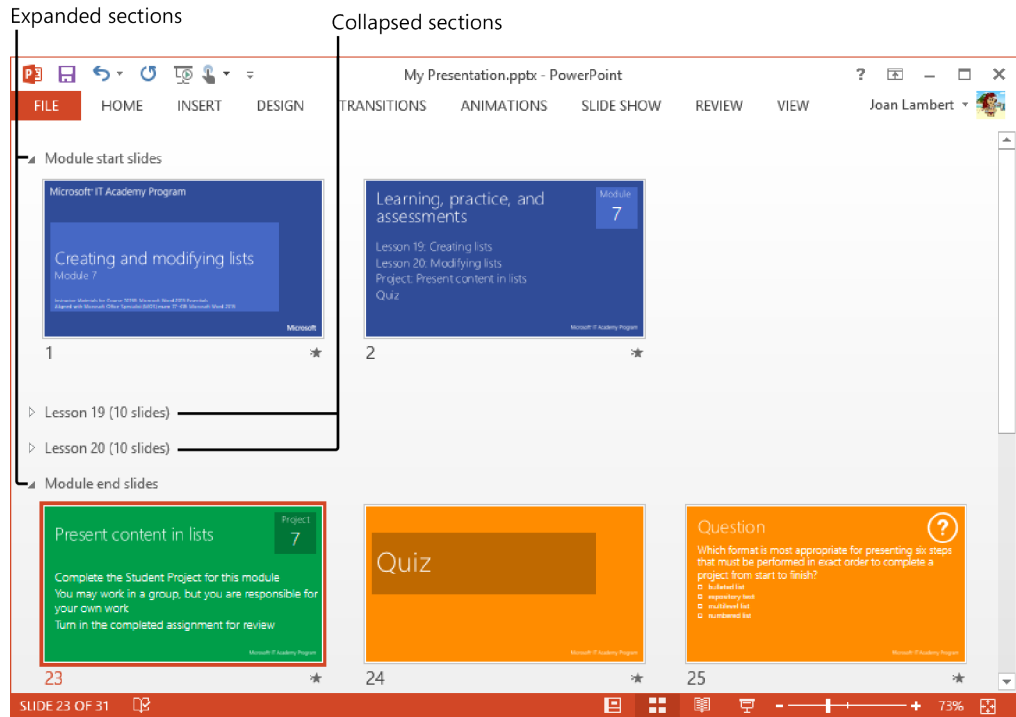 Expanded sections
Collapsed sections
My Presentation.pptx - PowerPoint
?
FILE HOME INSERT DESIGN TRANSITIONS ANIMATIONS SLIDE SHOW REVIEW VIEW Joan Lambert
Module start slides
Microsoft IT Academy Program
Creating and modifying lists
Module 7
Microsoft
1
Learning, practice, and
assessments
Module
7
Lesson 19: Creating lists
Lesson 20: Modifying lists
Project: Present content in lists
Quiz
Microsoft IT Academy Program
2
Lesson 19 (10 slides)
Lesson 20 (10 slides)
Module end slides
Present content in lists
Project
7
Complete the Student Project for this module
You may work in a group, but you are responsible for
your own work
Turn in the completed assignment for review
Microsoft IT Academy Program
23
Quiz
Microsoft IT Academy Program
24
Question
?
Which format is most appropriate for presenting six steps
that must be performed in exact order to complete a
project from start to finish?
bulleted list
repository text
multilevel list
numbered list
Microsoft IT Academy Program
25
SLIDE 23 OF 31
73%